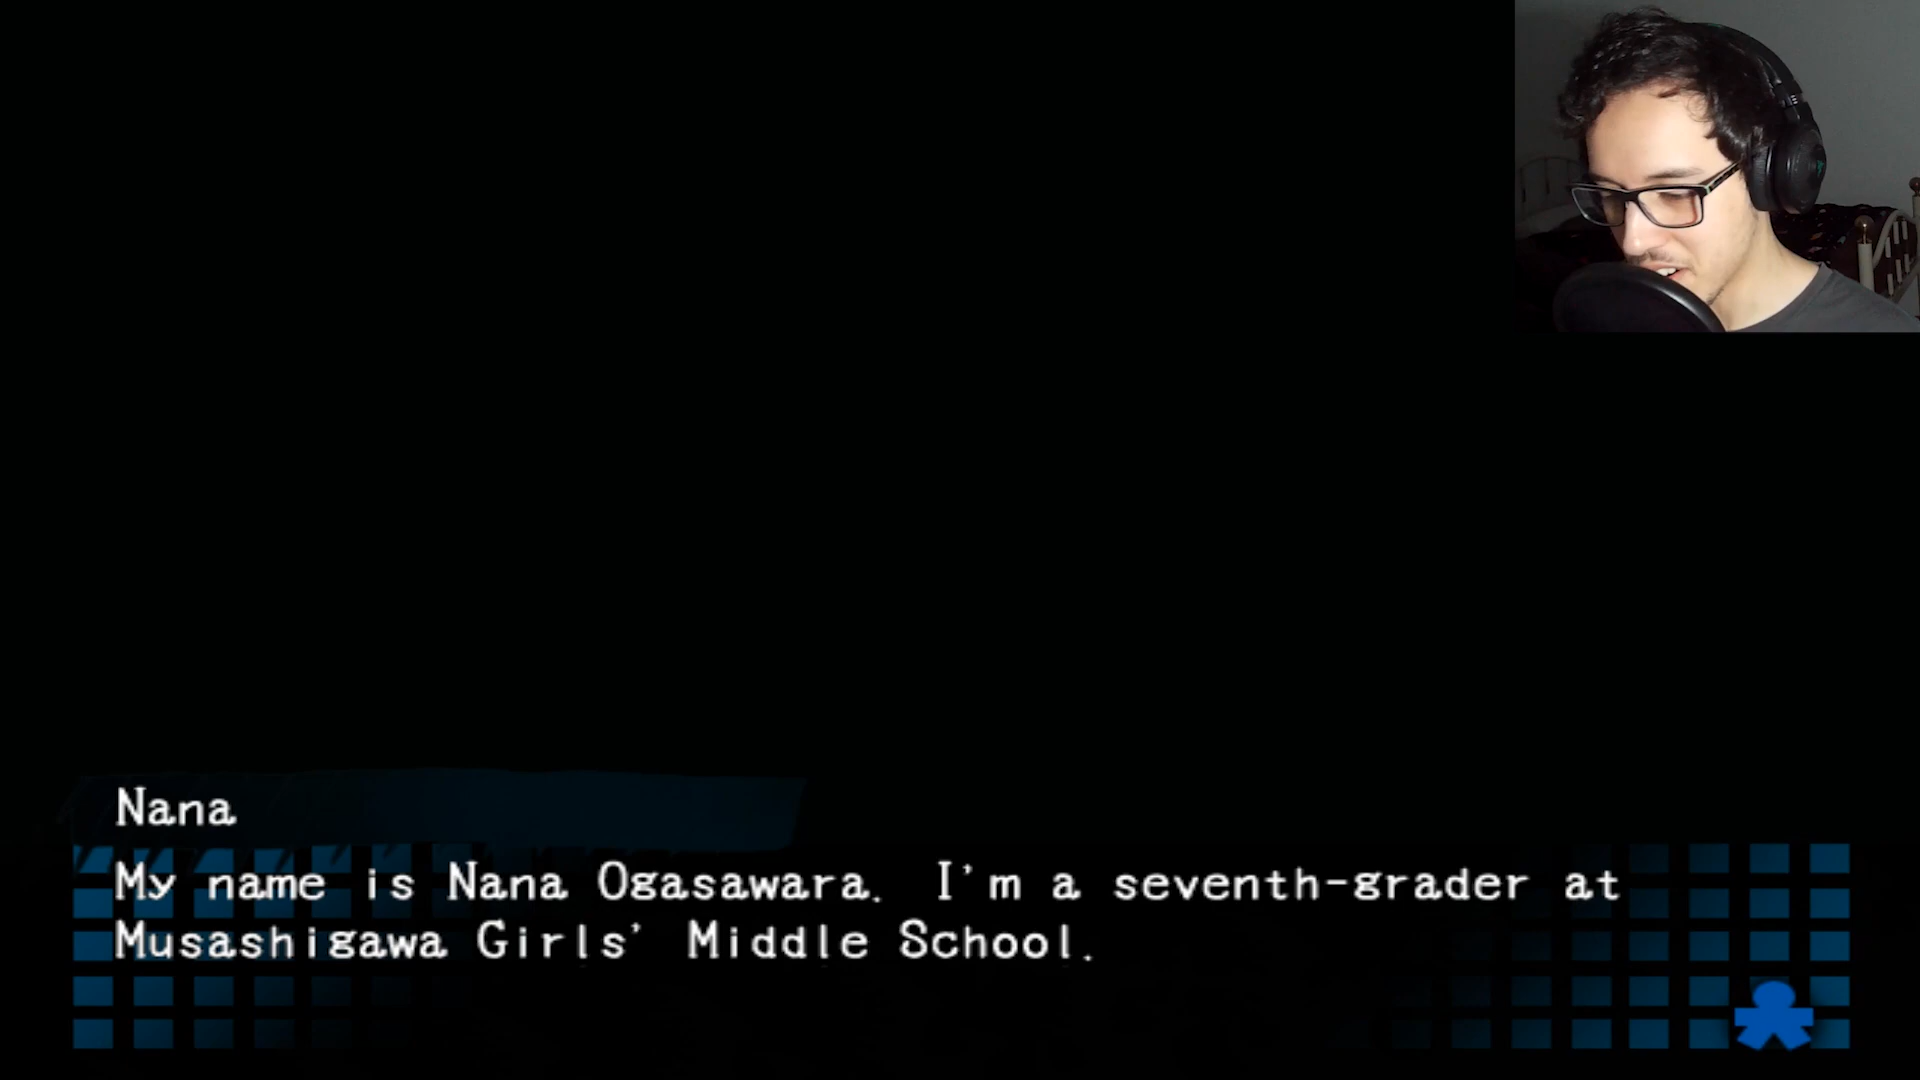 Nana
My name is Nana Ogasawara. I'm a seventh-grader at
Musashigawa Girls' Middle School.